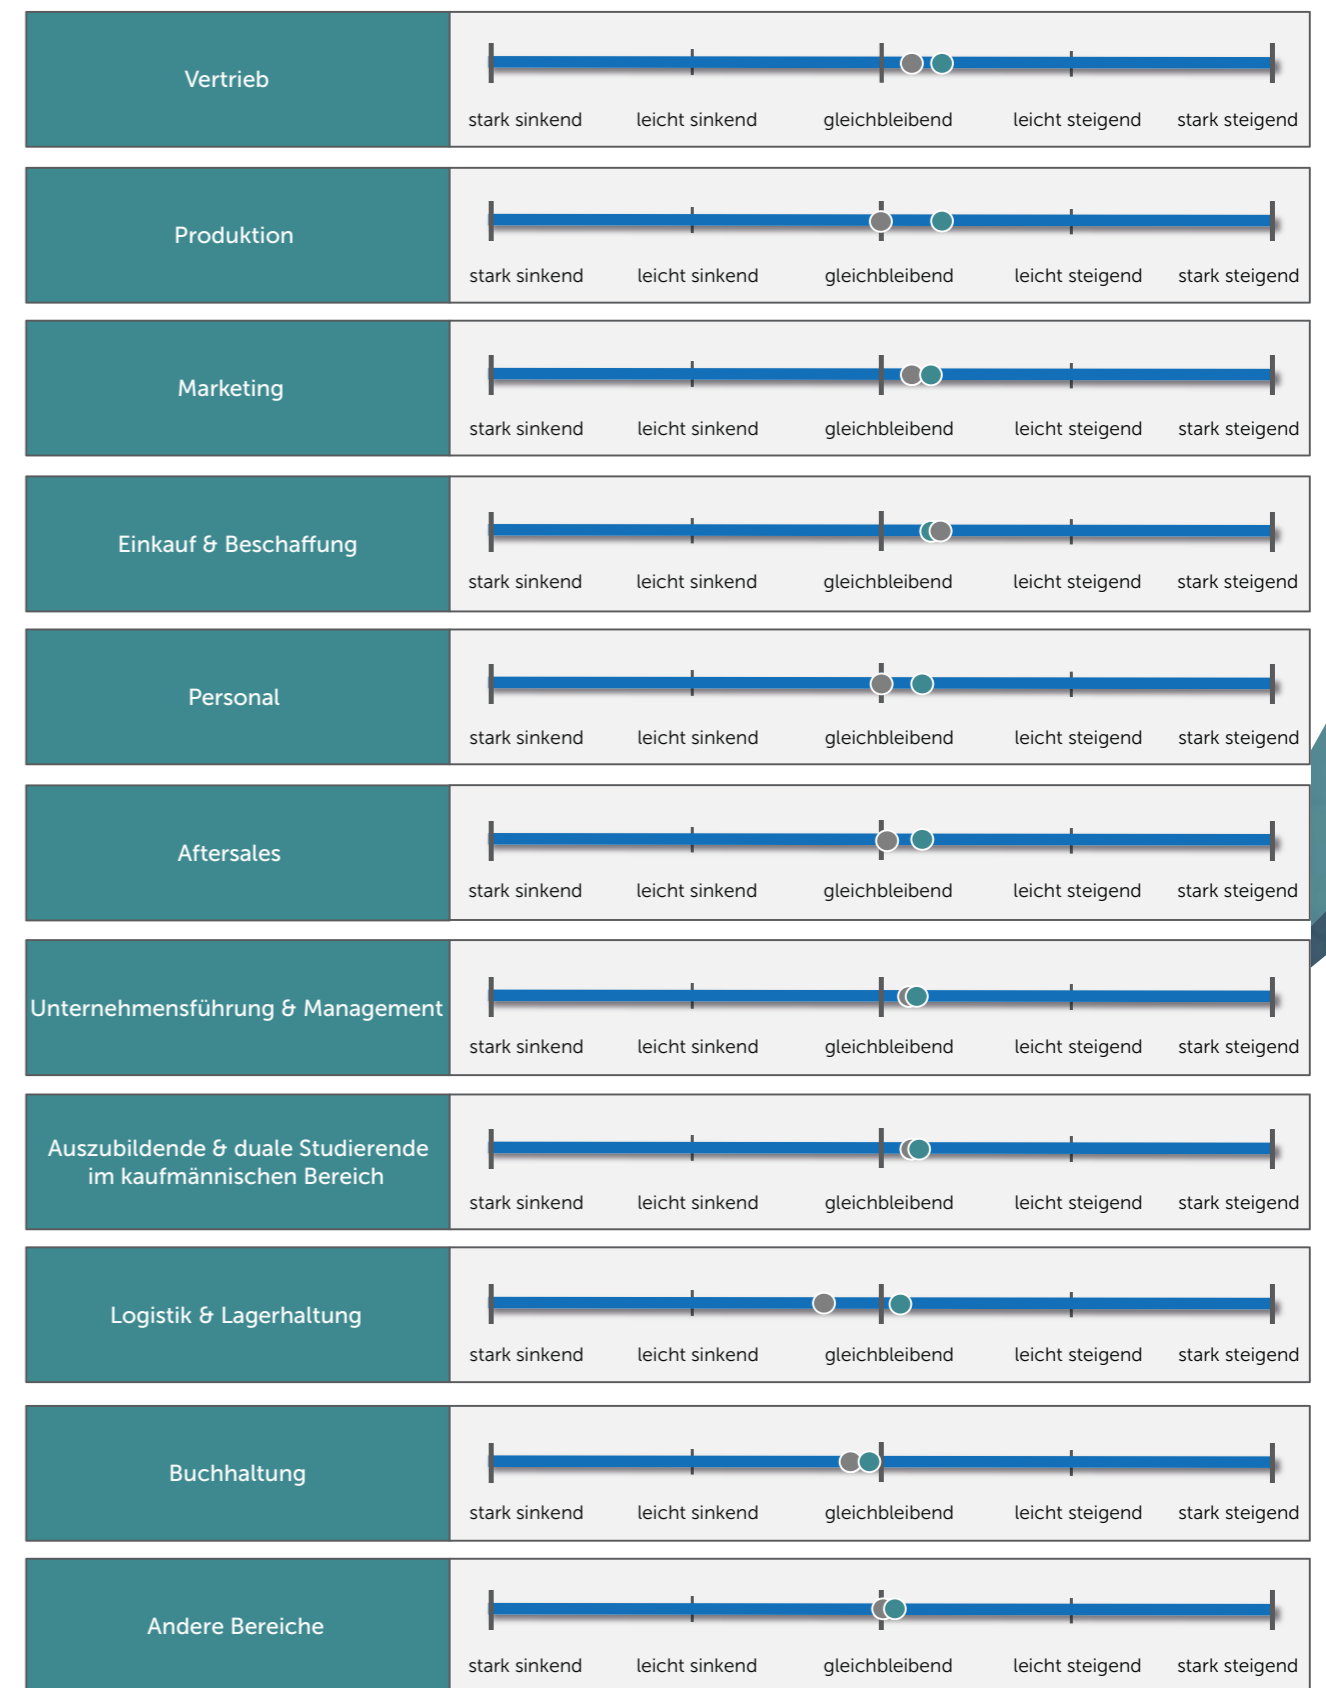 Vertrieb
stark sinkend leicht sinkend gleichbleibend leicht steigend stark steigend
Produktion
stark sinkend leicht sinkend gleichbleibend leicht steigend stark steigend
Marketing
stark sinkend leicht sinkend gleichbleibend leicht steigend stark steigend
Einkauf & Beschaffung
stark sinkend leicht sinkend gleichbleibend leicht steigend stark steigend
Personal
stark sinkend leicht sinkend gleichbleibend leicht steigend stark steigend
Aftersales
stark sinkend leicht sinkend gleichbleibend leicht steigend stark steigend
Unternehmensführung & Management
stark sinkend leicht sinkend gleichbleibend leicht steigend stark steigend
Auszubildende & duale Studierende
im kaufmännischen Bereich
stark sinkend leicht sinkend gleichbleibend leicht steigend stark steigend
Logistik & Lagerhaltung
stark sinkend leicht sinkend gleichbleibend leicht steigend stark steigend
Buchhaltung
stark sinkend leicht sinkend gleichbleibend leicht steigend stark steigend
Andere Bereiche
stark sinkend leicht sinkend gleichbleibend leicht steigend stark steigend